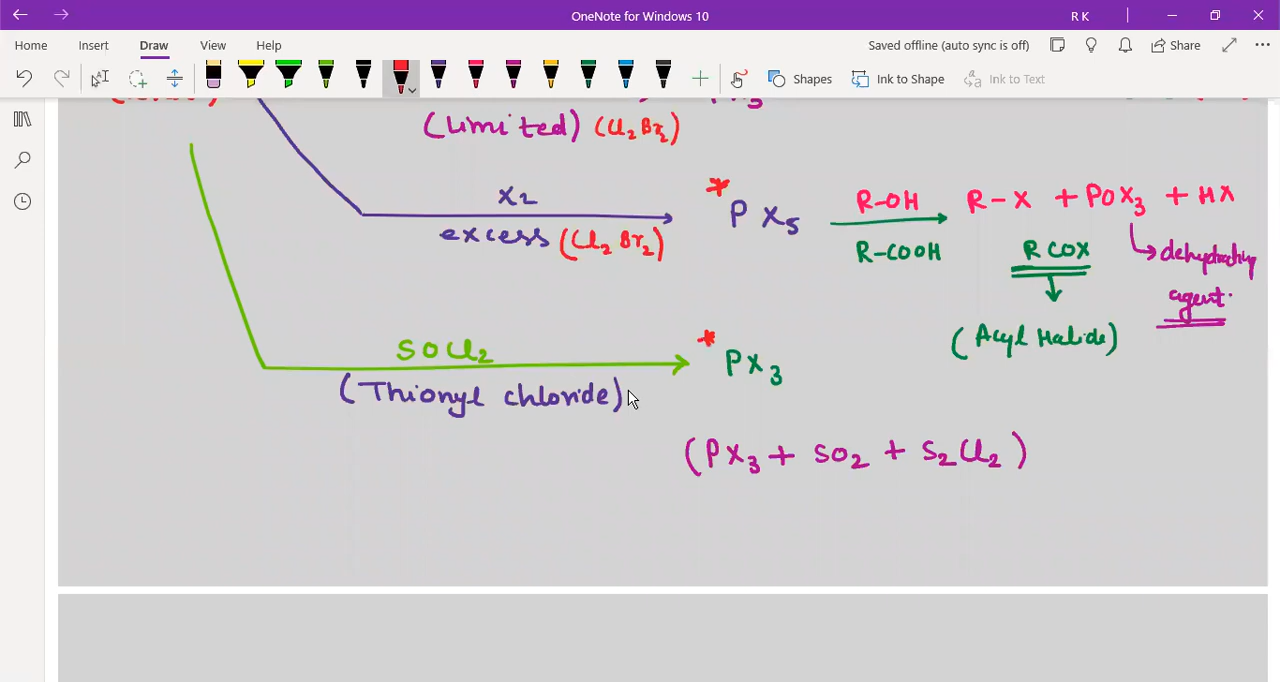 OneNote for Windows 10
R K
Home Insert Draw View Help
Saved offline (auto sync is off)
Share
Shapes
Ink to Shape
Ink to Text
(Limited) (Cl2 Br2)
X2
excess (Cl2 Br2)
* P X5
R-OH
R-COOH
R-X + POX3 + HX
RCOX
dehydrating
agent.
(Acyl Halide)
SOCl2
(Thionyl chloride)
* PX3
(PX3 + SO2 + S2Cl2)